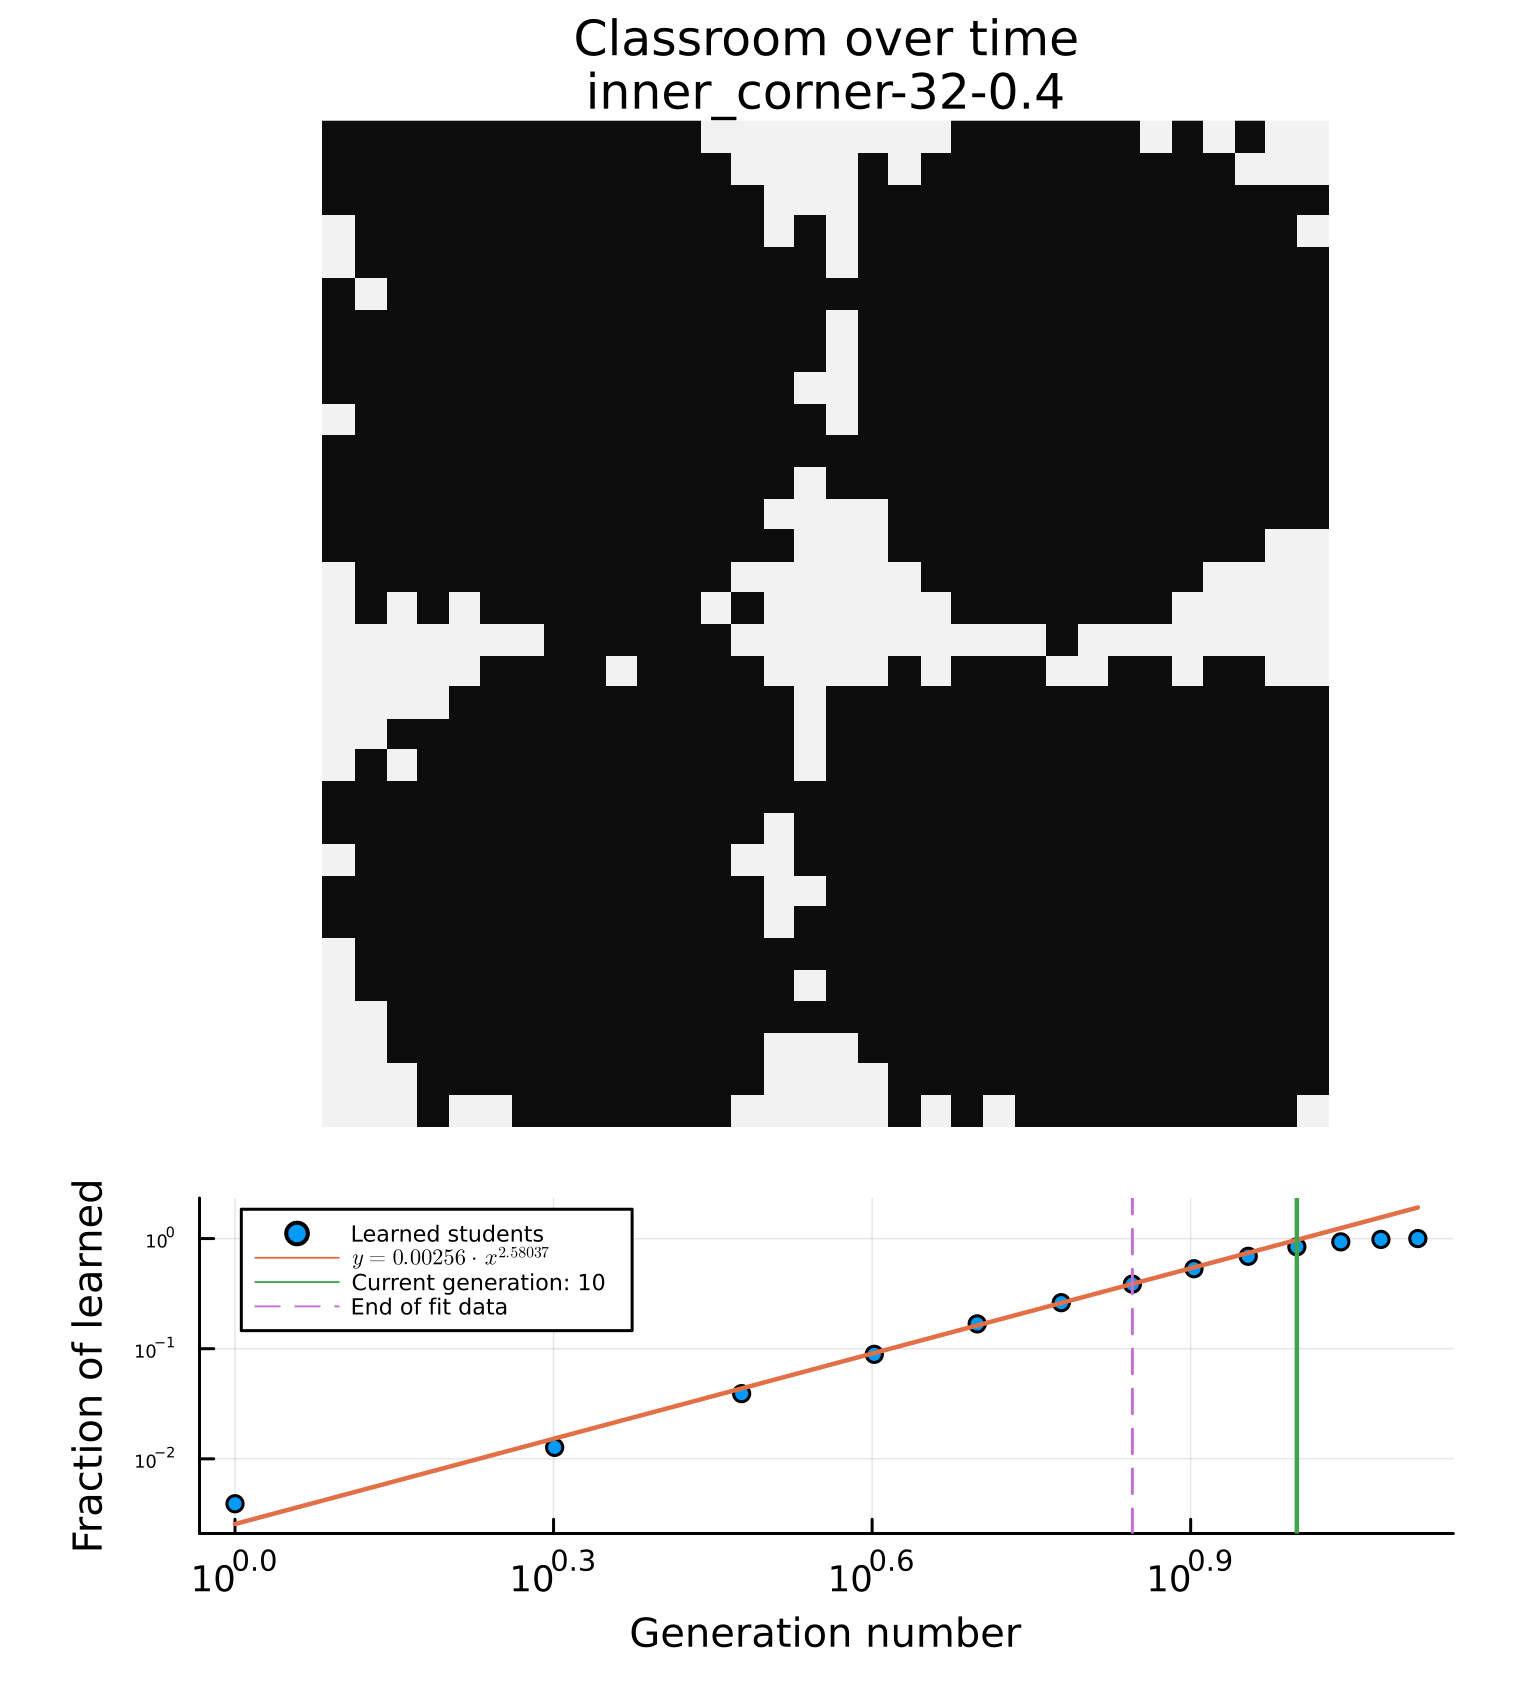 Classroom over time
inner_corner-32-0.4
Fraction of learned
10^0
10^−1
10^−2
Learned students
y = 0.00256 · x^2.58037
Current generation: 10
End of fit data
10^0.0 10^0.3 10^0.6 10^0.9
Generation number